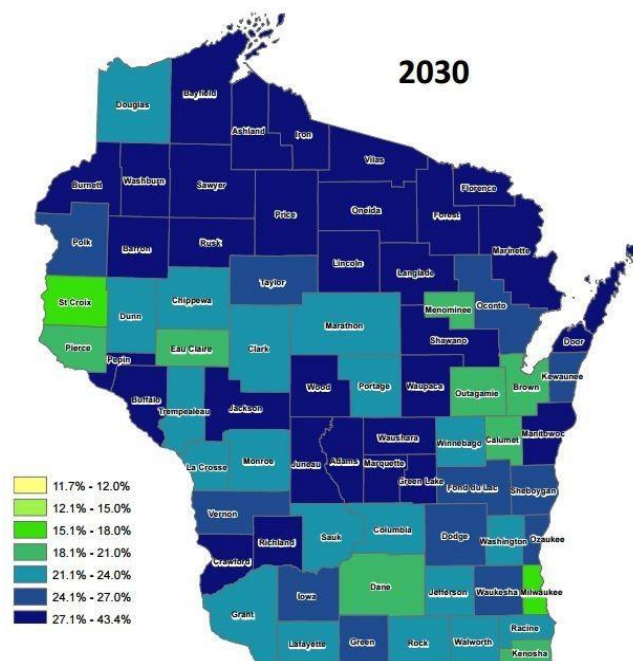 2030
Bayfield
Douglas
Ashland
Iron
Vilas
Florence
Burnett
Washburn
Sawyer
Price
Oneida
Forest
Marinette
Polk
Barron
Rusk
Lincoln
Langlade
Taylor
Oconto
St Croix
Dunn
Chippewa
Marathon
Menominee
Door
Pierce
Eau Claire
Clark
Shawano
Pepin
Kewaunee
Buffalo
Trempealeau
Jackson
Wood
Portage
Waupaca
Outagamie
Brown
Waushara
Winnebago
Calumet
Manitowoc
La Crosse
Monroe
Juneau
Adams
Marquette
Green Lake
Fond du Lac
Sheboygan
Vernon
Sauk
Columbia
Dodge
Washington
Ozaukee
Richland
Crawford
Iowa
Dane
Jefferson
Waukesha
Milwaukee
Grant
Lafayette
Green
Rock
Walworth
Racine
Kenosha
11.7% - 12.0%
12.1% - 15.0%
15.1% - 18.0%
18.1% - 21.0%
21.1% - 24.0%
24.1% - 27.0%
27.1% - 43.4%